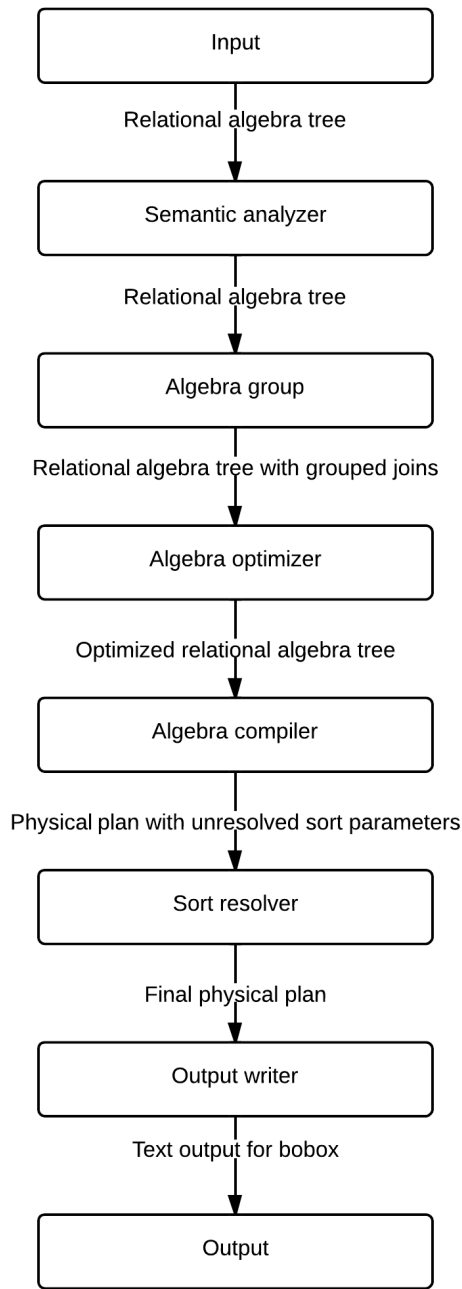 Input
Relational algebra tree
Semantic analyzer
Relational algebra tree
Algebra group
Relational algebra tree with grouped joins
Algebra optimizer
Optimized relational algebra tree
Algebra compiler
Physical plan with unresolved sort parameters
Sort resolver
Final physical plan
Output writer
Text output for bobox
Output